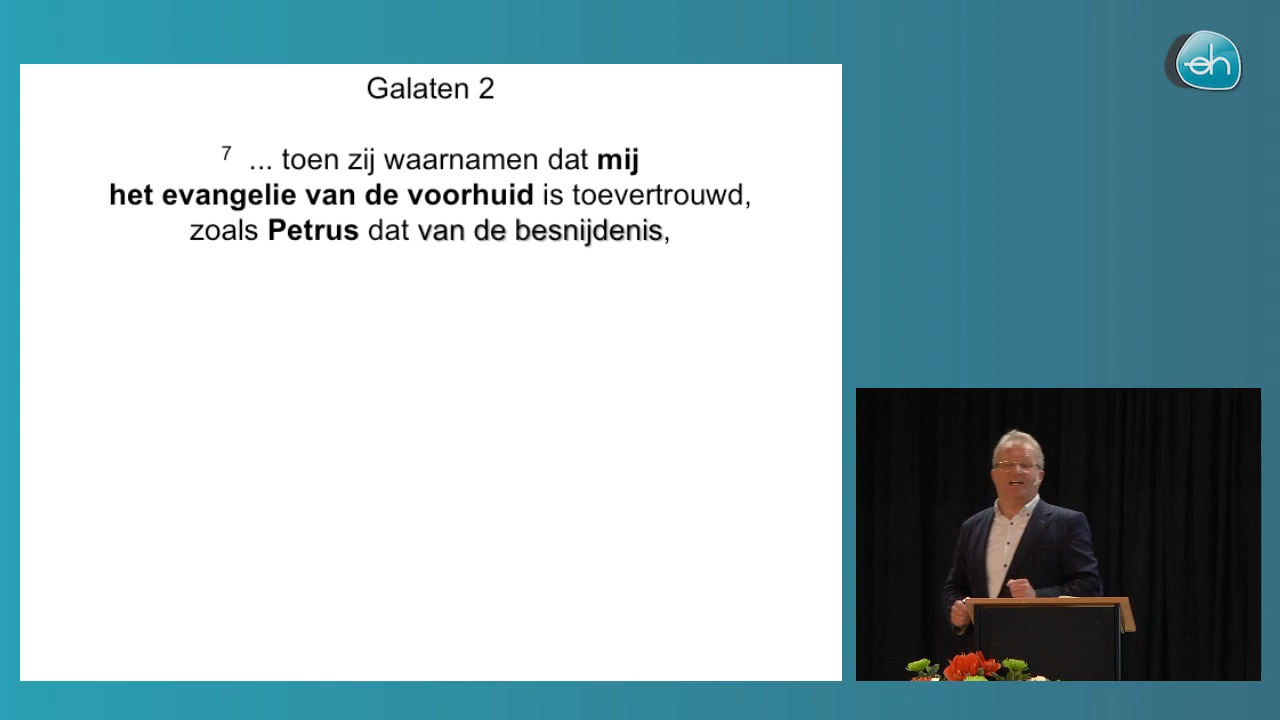 eh
Galaten 2
7 ... toen zij waarnamen dat mij
het evangelie van de voorhuid is toevertrouwd,
zoals Petrus dat van de besnijdenis,